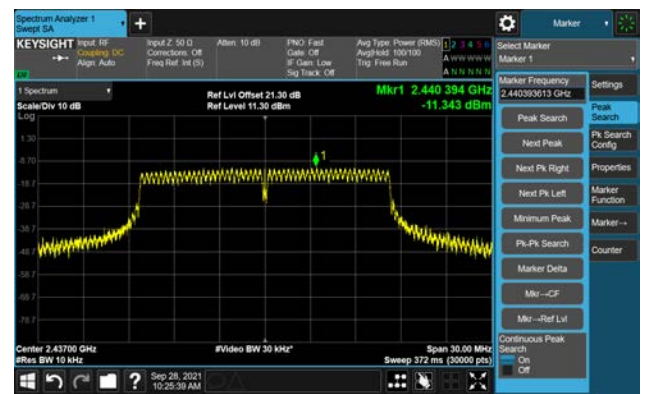 Spectrum Analyzer 1
Swept SA
+
Marker
KEYSIGHT
Input: RF
Coupling: DC
Align: Auto
Input Z: 50 Ω
Corrections: Off
Freq Ref: Int (S)
Atten: 10 dB
PNO: Fast
Gate: Off
IF Gain: Low
Sig Track: Off
Avg Type: Power (RMS)
Avg|Hold: 100/100
Trig: Free Run
1 2 3 4 5 6
A W W W W W
A N N N N N
Select Marker
Marker 1
1 Spectrum
Scale/Div 10 dB
Log
Ref Lvl Offset 21.30 dB
Ref Level 11.30 dBm
Mkr1 2.440 394 GHz
-11.343 dBm
1.30
-8.70
-18.7
-28.7
-38.7
-48.7
-58.7
-68.7
-78.7
1
Center 2.43700 GHz
#Res BW 10 kHz
#Video BW 30 kHz*
Span 30.00 MHz
Sweep 372 ms (30000 pts)
Marker Frequency
2.440393613 GHz
Peak Search
Next Peak
Next Pk Right
Next Pk Left
Minimum Peak
Pk-Pk Search
Marker Delta
Mkr→CF
Mkr→Ref Lvl
Continuous Peak
Search
On
Off
Settings
Peak
Search
Pk Search
Config
Properties
Marker
Function
Marker→
Counter
?
Sep 28, 2021
10:25:39 AM